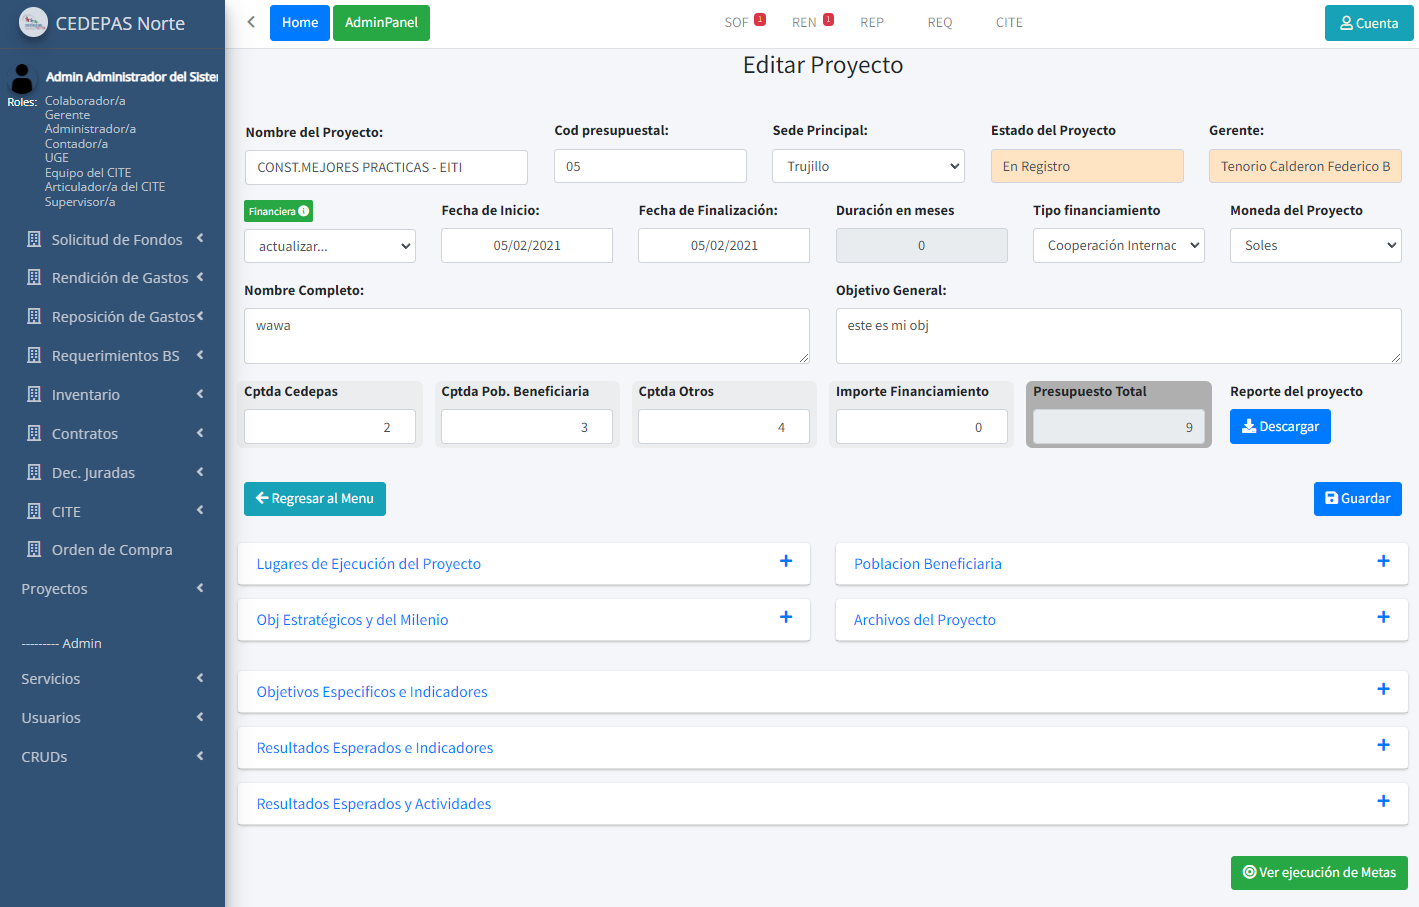 CEDEPAS Norte
Home
AdminPanel
SOF 1
REN 1
REP
REQ
CITE
Cuenta
Admin Administrador del Sister
Roles:
Colaborador/a
Gerente
Administrador/a
Contador/a
UGE
Equipo del CITE
Articulador/a del CITE
Supervisor/a
Solicitud de Fondos
Rendición de Gastos
Reposición de Gastos
Requerimientos BS
Inventario
Contratos
Dec. Juradas
CITE
Orden de Compra
Proyectos
--------- Admin
Servicios
Usuarios
CRUDs
Editar Proyecto
Nombre del Proyecto:
CONST.MEJORES PRACTICAS - EITI
Cod presupuestal:
05
Sede Principal:
Trujillo
Estado del Proyecto
En Registro
Gerente:
Tenorio Calderon Federico B
Financiera
actualizar...
Fecha de Inicio:
05/02/2021
Fecha de Finalización:
05/02/2021
Duración en meses
0
Tipo financiamiento
Cooperación Internac
Moneda del Proyecto
Soles
Nombre Completo:
wawa
Objetivo General:
este es mi obj
Cptda Cedepas
2
Cptda Pob. Beneficiaria
3
Cptda Otros
4
Importe Financiamiento
0
Presupuesto Total
9
Reporte del proyecto
Descargar
Regresar al Menu
Guardar
Lugares de Ejecución del Proyecto
Poblacion Beneficiaria
Obj Estratégicos y del Milenio
Archivos del Proyecto
Objetivos Especificos e Indicadores
Resultados Esperados e Indicadores
Resultados Esperados y Actividades
Ver ejecución de Metas